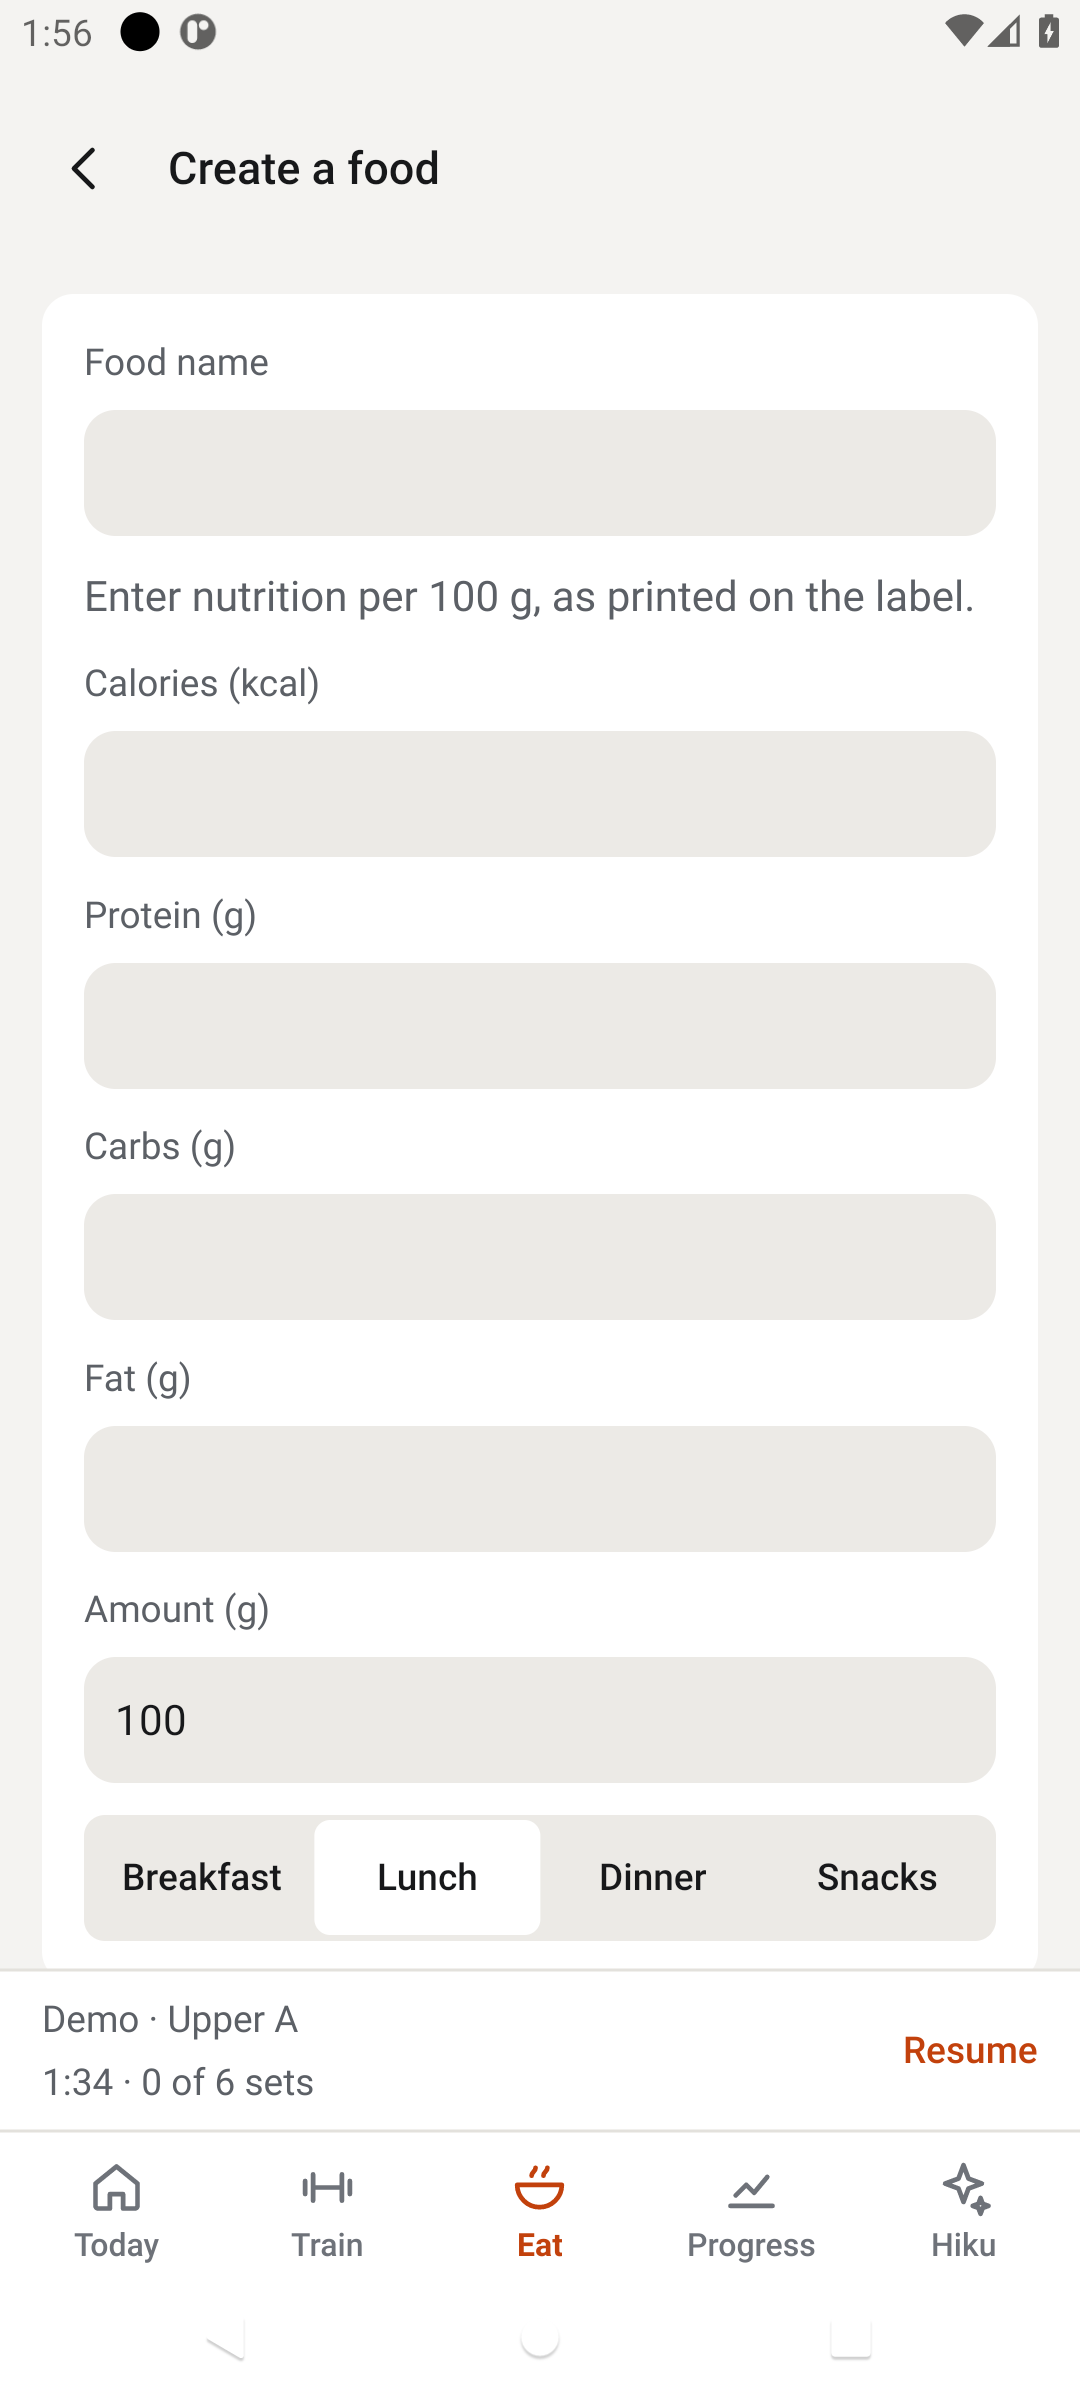 1:56
Create a food
Food name
Enter nutrition per 100 g, as printed on the label.
Calories (kcal)
Protein (g)
Carbs (g)
Fat (g)
Amount (g)
100
Breakfast Lunch Dinner Snacks
Demo · Upper A
Resume
1:34 · 0 of 6 sets
Today Train Eat Progress Hiku